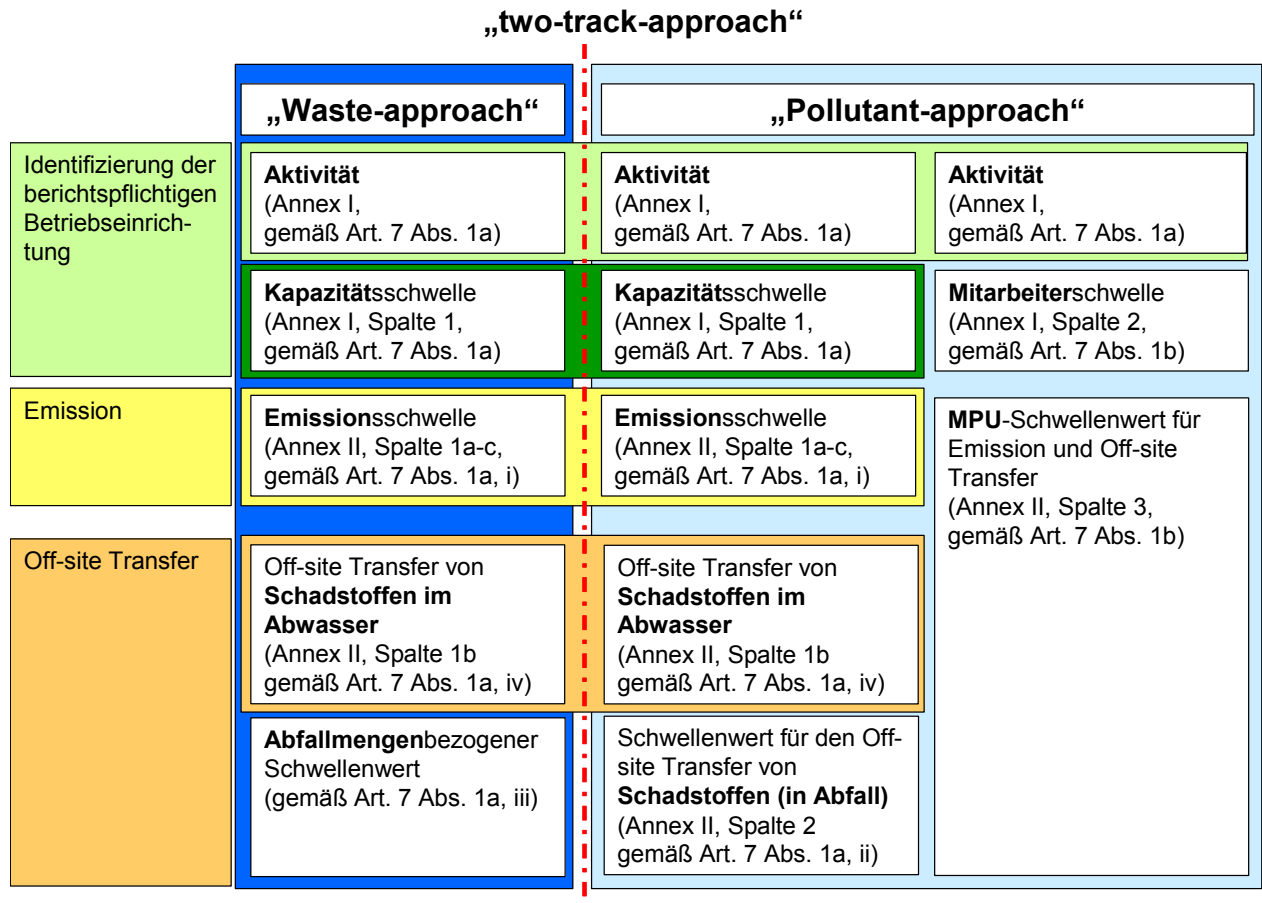 „two-track-approach“
„Waste-approach“
„Pollutant-approach“
Identifizierung der
berichtspflichtigen
Betriebseinrich-
tung
Aktivität
(Annex I,
gemäß Art. 7 Abs. 1a)
Aktivität
(Annex I,
gemäß Art. 7 Abs. 1a)
Aktivität
(Annex I,
gemäß Art. 7 Abs. 1a)
Kapazitätsschwelle
(Annex I, Spalte 1,
gemäß Art. 7 Abs. 1a)
Kapazitätsschwelle
(Annex I, Spalte 1,
gemäß Art. 7 Abs. 1a)
Mitarbeiterschwelle
(Annex I, Spalte 2,
gemäß Art. 7 Abs. 1b)
Emission
Emissionsschwelle
(Annex II, Spalte 1a-c,
gemäß Art. 7 Abs. 1a, i)
Emissionsschwelle
(Annex II, Spalte 1a-c,
gemäß Art. 7 Abs. 1a, i)
MPU-Schwellenwert für
Emission und Off-site
Transfer
(Annex II, Spalte 3,
gemäß Art. 7 Abs. 1b)
Off-site Transfer
Off-site Transfer von
Schadstoffen im
Abwasser
(Annex II, Spalte 1b
gemäß Art. 7 Abs. 1a, iv)
Off-site Transfer von
Schadstoffen im
Abwasser
(Annex II, Spalte 1b
gemäß Art. 7 Abs. 1a, iv)
Abfallmengenbezogener
Schwellenwert
(gemäß Art. 7 Abs. 1a, iii)
Schwellenwert für den Off-
site Transfer von
Schadstoffen (in Abfall)
(Annex II, Spalte 2
gemäß Art. 7 Abs. 1a, ii)